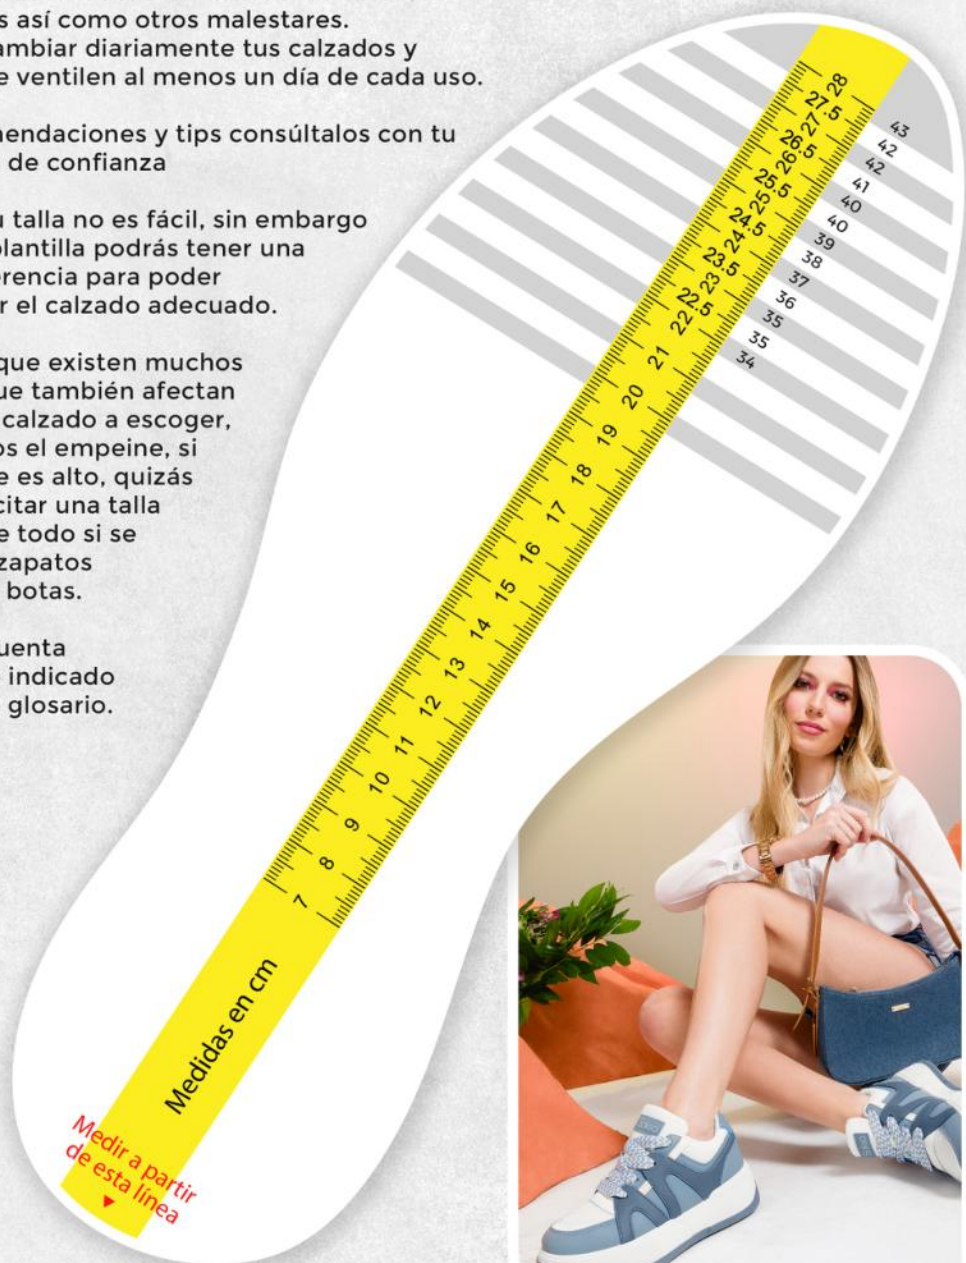 s así como otros malestares.
ambiar diariamente tus calzados y
e ventilen al menos un día de cada uso.
nendaciones y tips consúltalos con tu
de confianza
u talla no es fácil, sin embargo
plantilla podrás tener una
erencia para poder
r el calzado adecuado.
que existen muchos
ue también afectan
calzado a escoger,
os el empeine, si
e es alto, quizás
citar una talla
e todo si se
zapatos
botas.
uenta
indicado
glosario.
28
27.5
27
26.5
26
25.5
25
24.5
24
23.5
23
22.5
22
21
20
19
18
17
16
15
14
13
12
11
10
9
8
7
43
42
42
41
40
40
39
38
37
36
35
35
34
Medidas en cm
Medir a partir
de esta línea